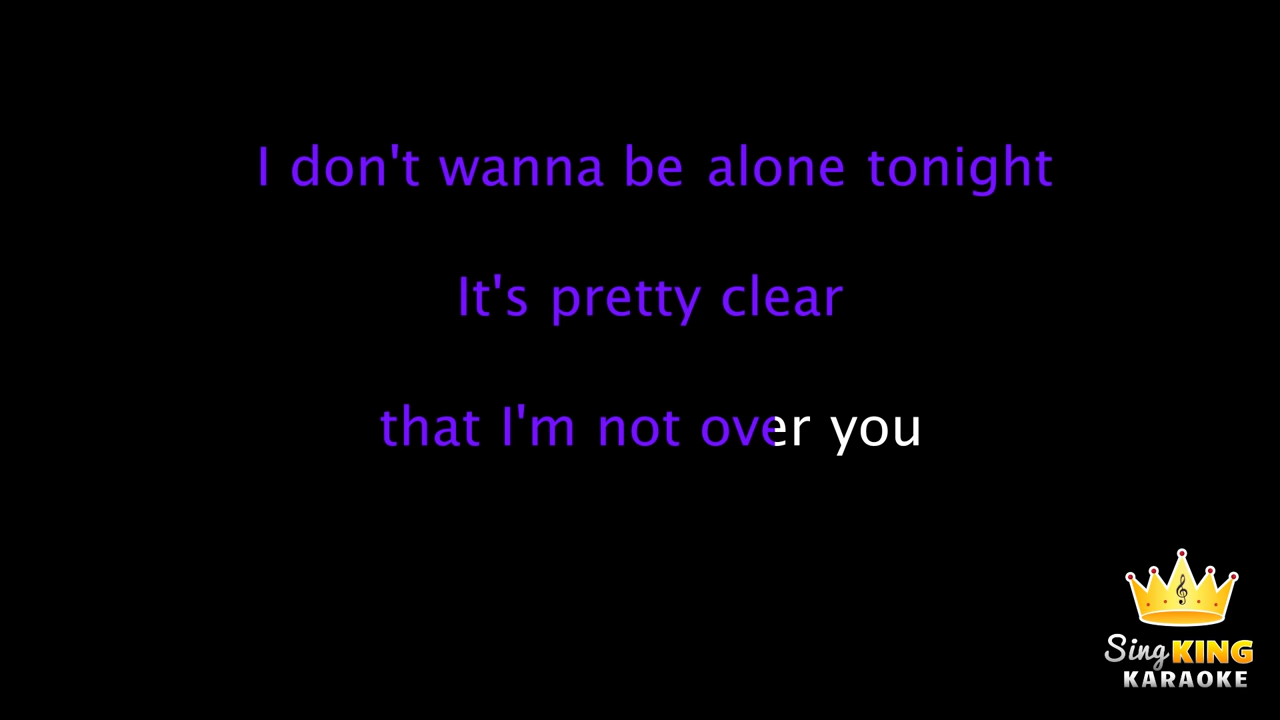 I don't wanna be alone tonight
It's pretty clear
that I'm not over you
Sing KING
KARAOKE